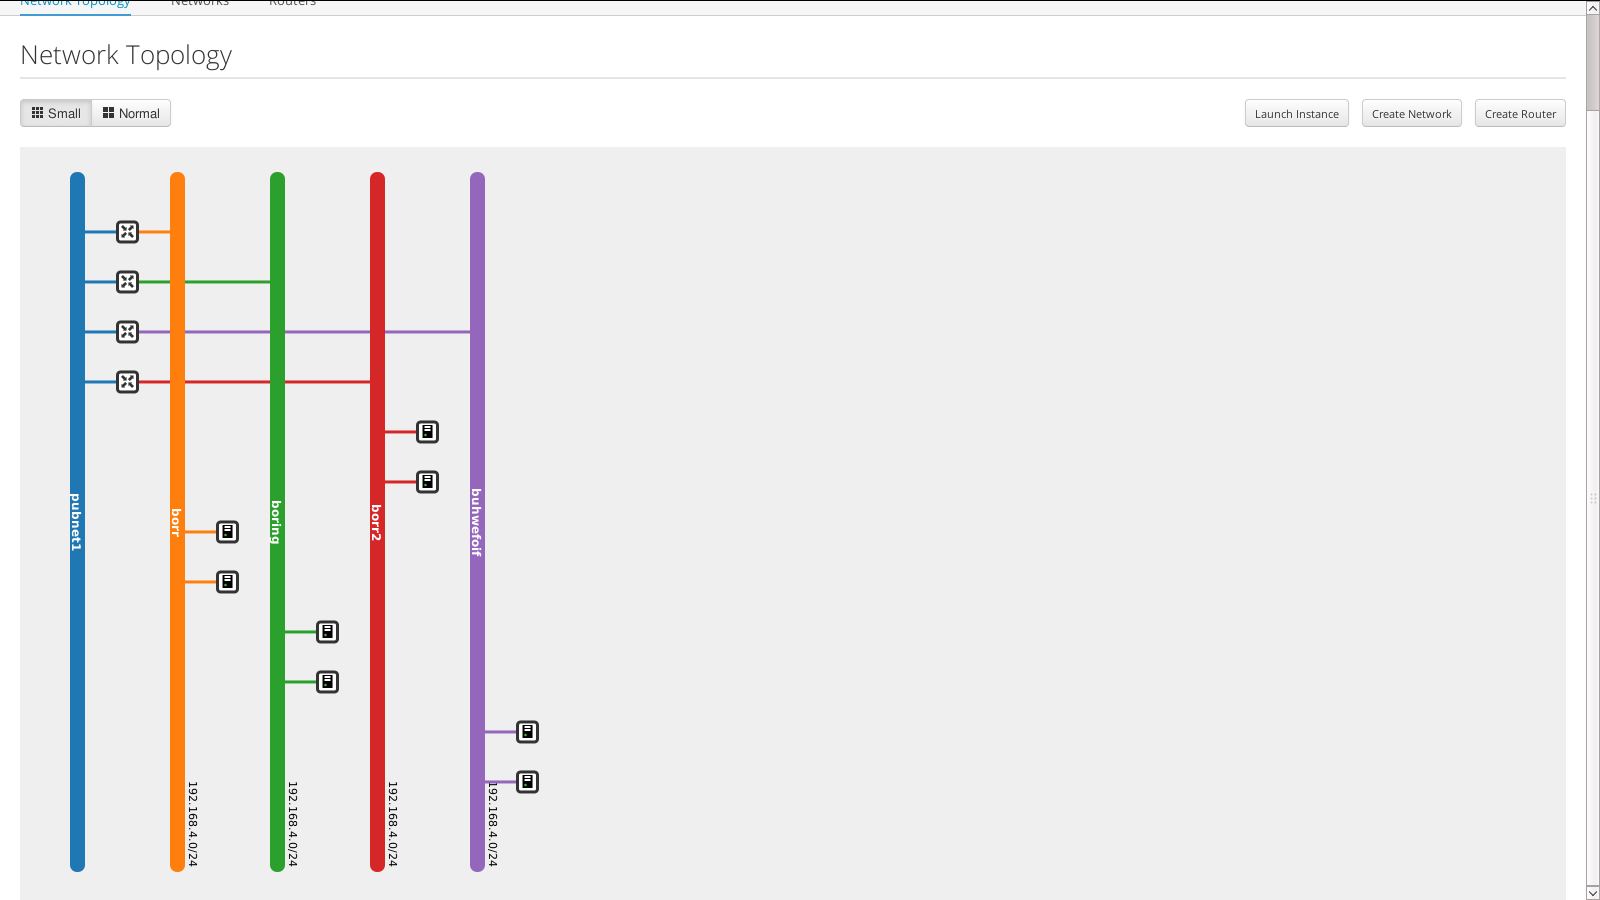 Network Topology Networks Routers
Network Topology
Small Normal
Launch Instance Create Network Create Router
pubnet1
borr
boring
borr2
buhwefoif
192.168.4.0/24
192.168.4.0/24
192.168.4.0/24
192.168.4.0/24